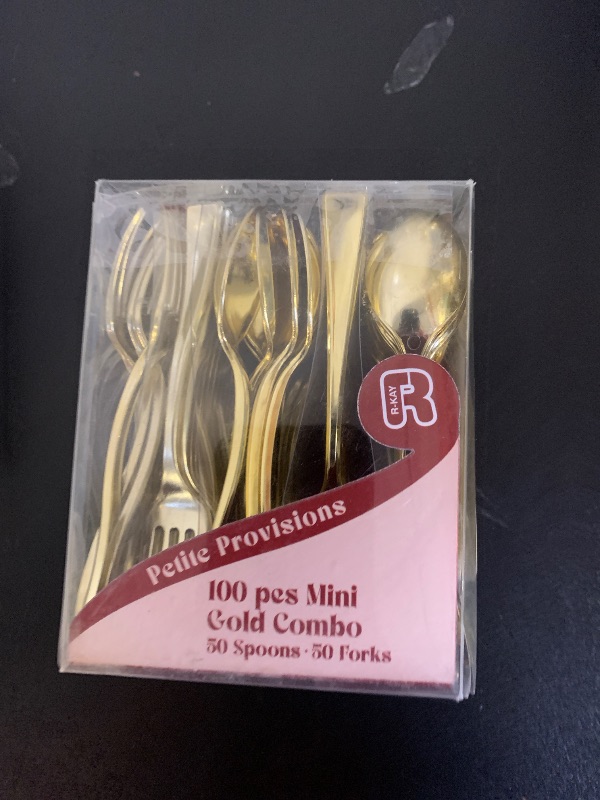 R
R-KAY
Petite Provisions
100 pcs Mini
Gold Combo
50 Spoons · 50 Forks